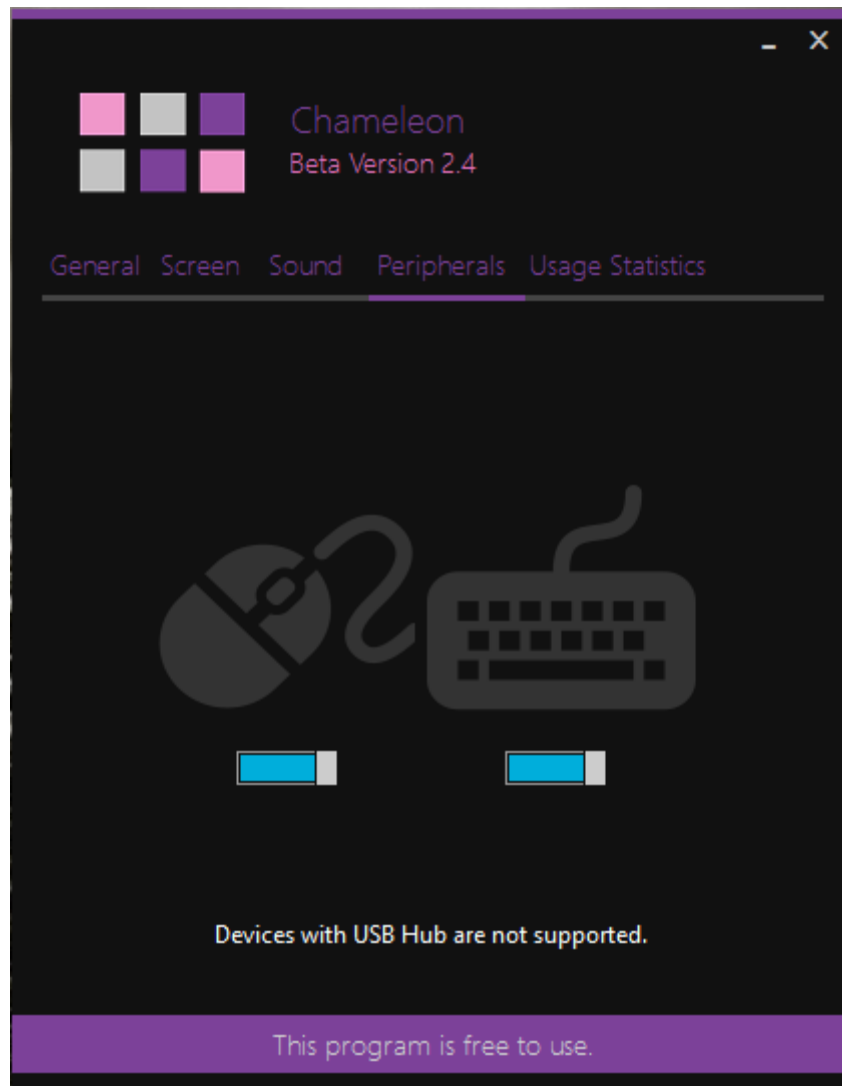 Chameleon
Beta Version 2.4
General Screen Sound Peripherals Usage Statistics
Devices with USB Hub are not supported.
This program is free to use.